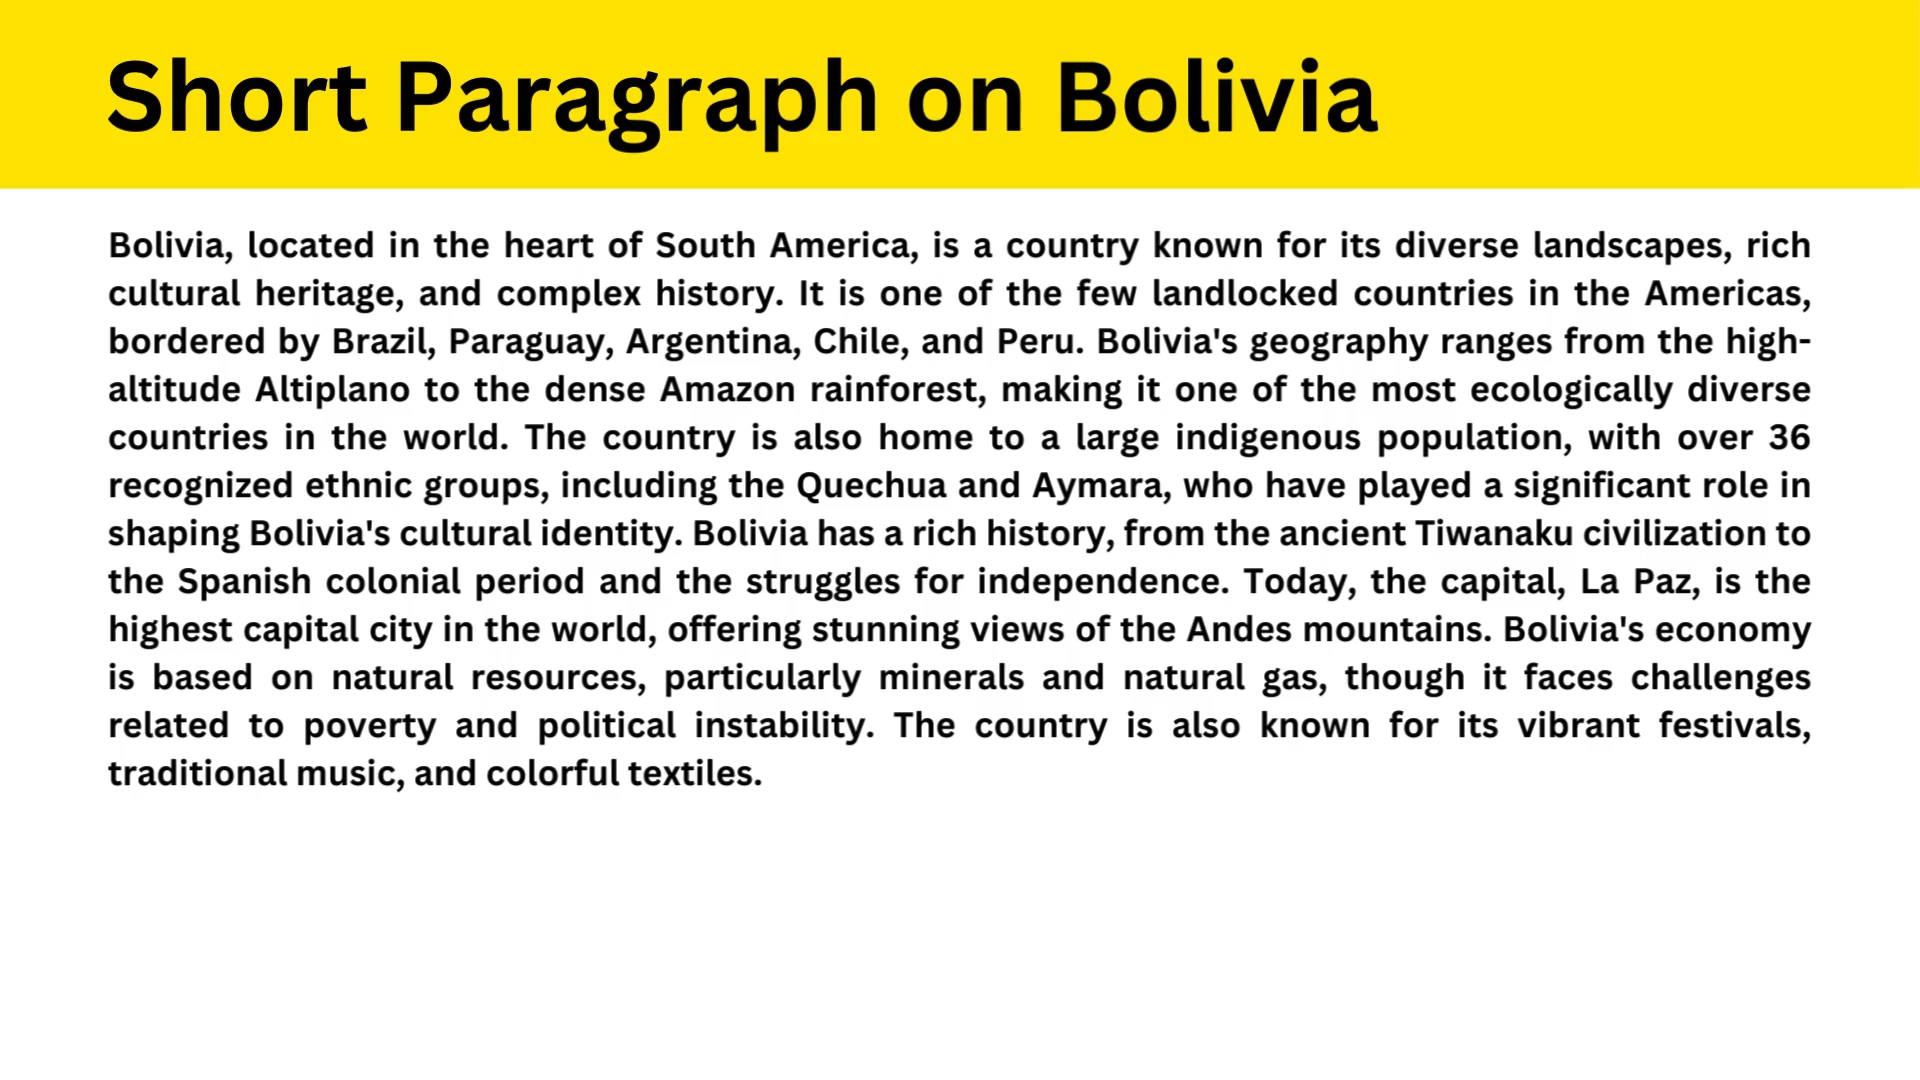 Short Paragraph on Bolivia
Bolivia, located in the heart of South America, is a country known for its diverse landscapes, rich
cultural heritage, and complex history. It is one of the few landlocked countries in the Americas,
bordered by Brazil, Paraguay, Argentina, Chile, and Peru. Bolivia's geography ranges from the high-
altitude Altiplano to the dense Amazon rainforest, making it one of the most ecologically diverse
countries in the world. The country is also home to a large indigenous population, with over 36
recognized ethnic groups, including the Quechua and Aymara, who have played a significant role in
shaping Bolivia's cultural identity. Bolivia has a rich history, from the ancient Tiwanaku civilization to
the Spanish colonial period and the struggles for independence. Today, the capital, La Paz, is the
highest capital city in the world, offering stunning views of the Andes mountains. Bolivia's economy
is based on natural resources, particularly minerals and natural gas, though it faces challenges
related to poverty and political instability. The country is also known for its vibrant festivals,
traditional music, and colorful textiles.